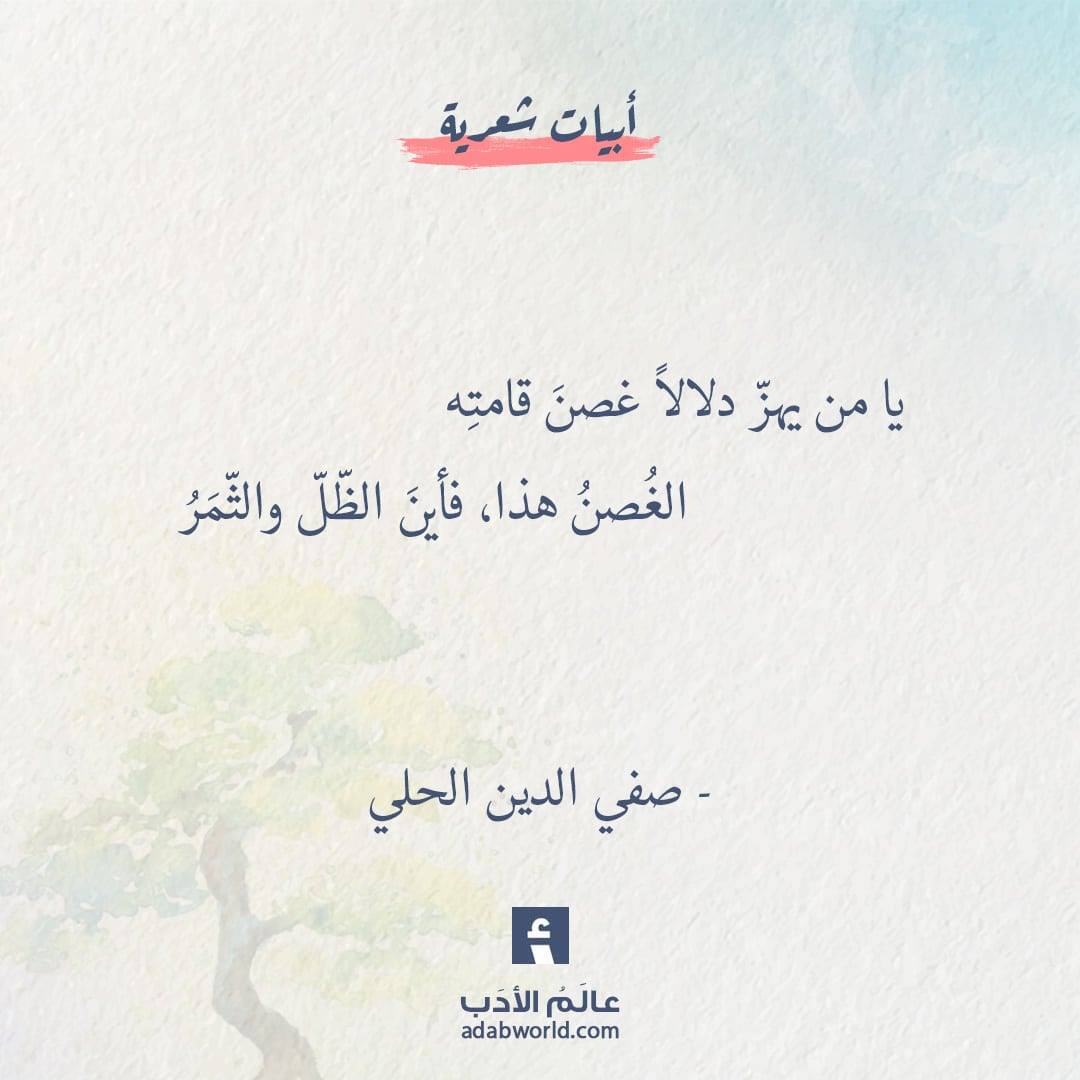 أبيات شعرية
يا من يهزّ دلالاً غصنَ قامتِه
الغُصنُ هذا، فأينَ الظّلّ والثّمَرُ
- صفي الدين الحلي
أ
عالَمُ الأدَب
adabworld.com